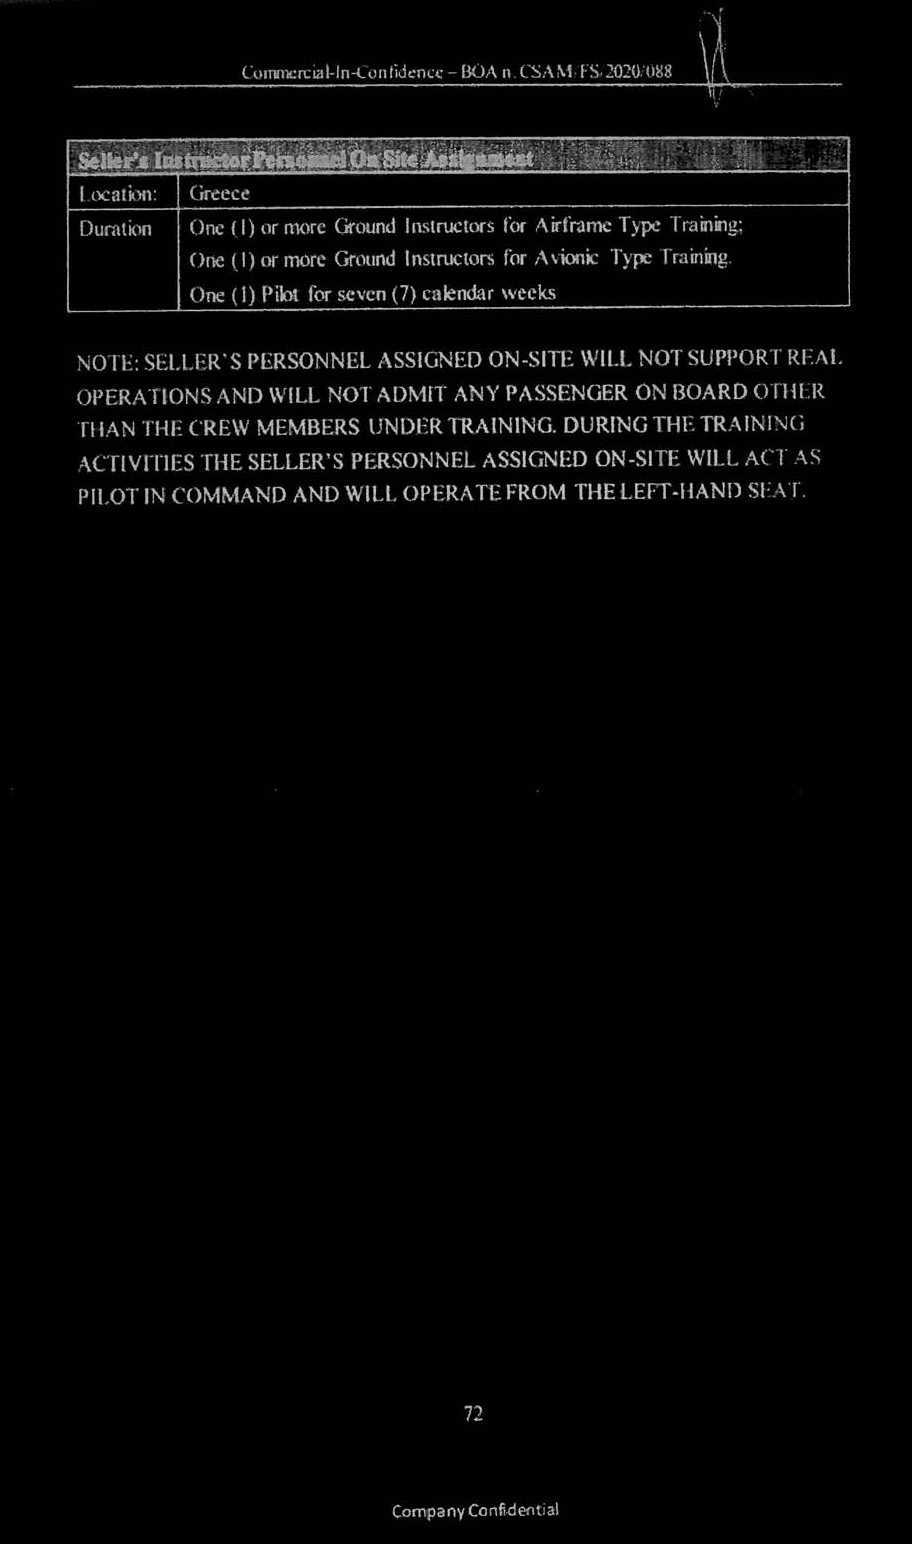 Commercial-In-Confidence – BOA n. CSAM/FS/2020/088
Seller's Instructor Personnel On Site Assignment
Location: Greece
Duration One (1) or more Ground Instructors for Airframe Type Training;
One (1) or more Ground Instructors for Avionic Type Training.
One (1) Pilot for seven (7) calendar weeks
NOTE: SELLER'S PERSONNEL ASSIGNED ON-SITE WILL NOT SUPPORT REAL
OPERATIONS AND WILL NOT ADMIT ANY PASSENGER ON BOARD OTHER
THAN THE CREW MEMBERS UNDER TRAINING. DURING THE TRAINING
ACTIVITIES THE SELLER'S PERSONNEL ASSIGNED ON-SITE WILL ACT AS
PILOT IN COMMAND AND WILL OPERATE FROM THE LEFT-HAND SEAT.
72
Company Confidential